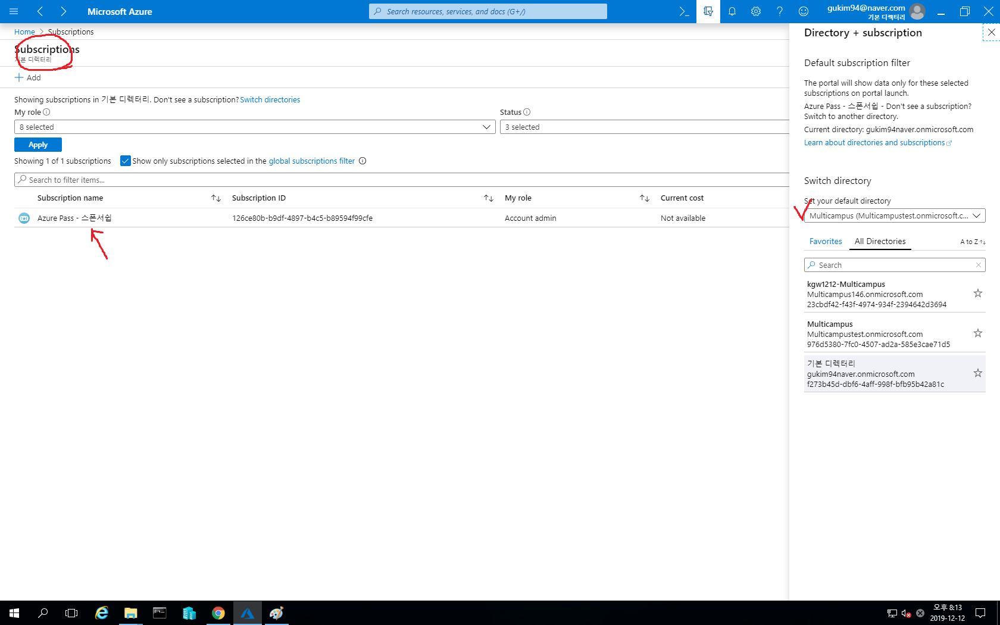 Microsoft Azure
Search resources, services, and docs (G+/)
gukim94@naver.com
기본 디렉터리
Home > Subscriptions
Subscriptions
기본 디렉터리
Add
Showing subscriptions in 기본 디렉터리. Don't see a subscription? Switch directories
My role
Status
8 selected
3 selected
Apply
Showing 1 of 1 subscriptions
Show only subscriptions selected in the global subscriptions filter
Search to filter items...
Subscription name
Subscription ID
My role
Current cost
Azure Pass - 스폰서쉽
126ce80b-b9df-4897-b4c5-b89594f99cfe
Account admin
Not available
Directory + subscription
Default subscription filter
The portal will show data only for these selected
subscriptions on portal launch.
Azure Pass - 스폰서쉽 - Don't see a subscription?
Switch to another directory.
Current directory: gukim94naver.onmicrosoft.com
Learn about directories and subscriptions
Switch directory
Set your default directory
Multicampus (Multicampustest.onmicrosoft.c...
Favorites
All Directories
A to Z
Search
kgw1212-Multicampus
Multicampus146.onmicrosoft.com
23cbdf42-f43f-4974-934f-2394642d3694
Multicampus
Multicampustest.onmicrosoft.com
976d5380-7fc0-4507-ad2a-585e3cae71d5
기본 디렉터리
gukim94naver.onmicrosoft.com
f273b45d-dbf6-4aff-998f-bfb95b42a81c
오후 8:13
2019-12-12